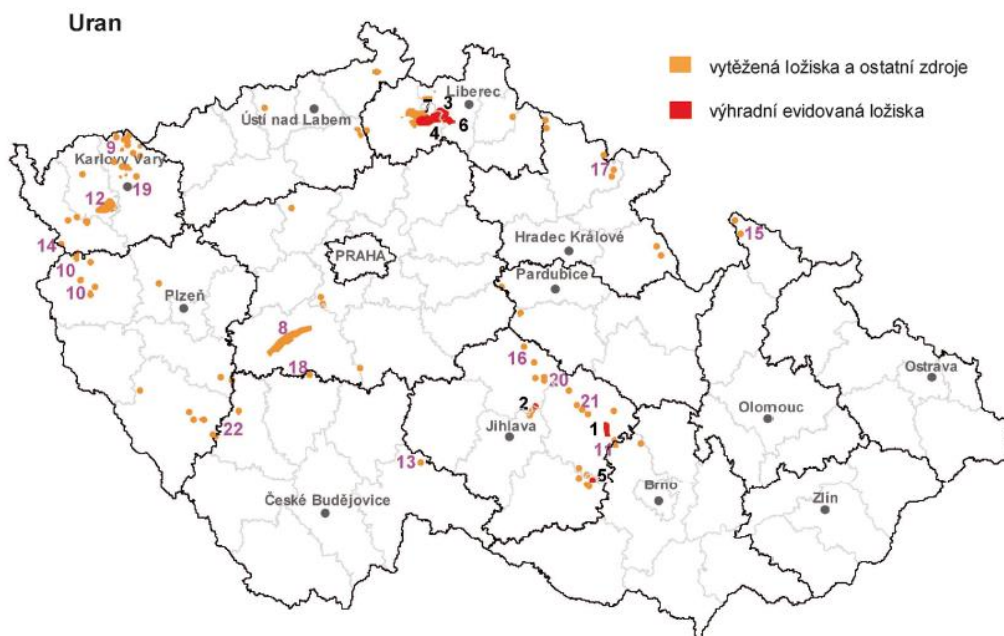 Uran
vytěžená ložiska a ostatní zdroje
výhradní evidovaná ložiska
Liberec
7
3
Ústí nad Labem
4
6
9
Karlovy Vary
17
19
12
14
Hradec Králové
15
PRAHA
10
Pardubice
10
Plzeň
8
16
18
20
Ostrava
2
21
Olomouc
22
Jihlava
1
11
13
5
Brno
České Budějovice
Zlín